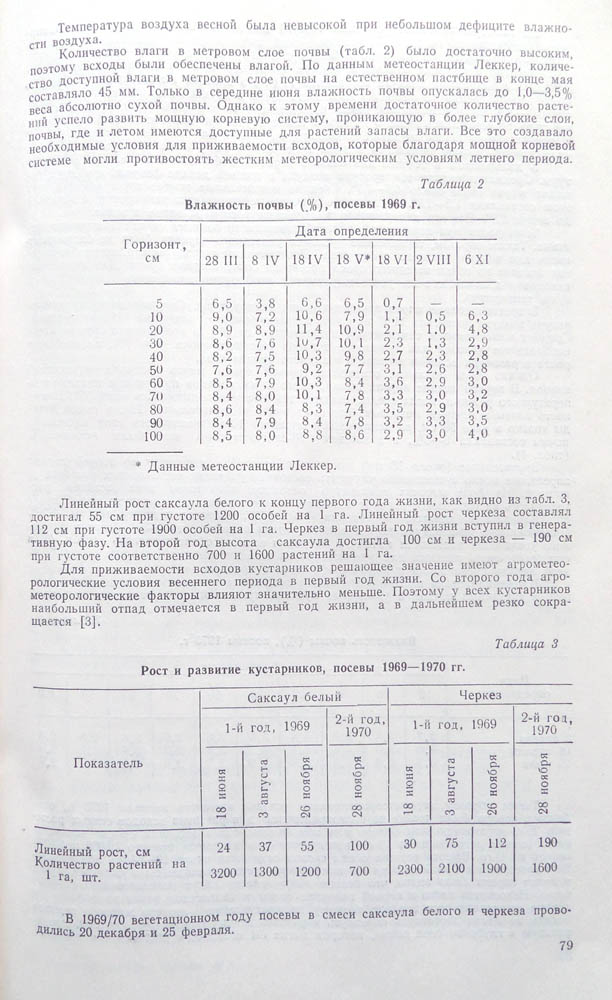 Температура воздуха весной была невысокой при небольшом дефиците влажно-
сти воздуха.
Количество влаги в метровом слое почвы (табл. 2) было достаточно высоким,
поэтому всходы были обеспечены влагой. По данным метеостанции Леккер, количе-
ство доступной влаги в метровом слое почвы на естественном пастбище в конце мая
составляло 45 мм. Только в середине июня влажность почвы опускалась до 1,0—3,5%
веса абсолютно сухой почвы. Однако к этому времени достаточное количество расте-
ний успело развить мощную корневую систему, проникающую в более глубокие слои,
почвы, где и летом имеются доступные для растений запасы влаги. Все это создавало
необходимые условия для приживаемости всходов, которые благодаря мощной корневой
системе могли противостоять жестким метеорологическим условиям летнего периода.
Таблица 2
Влажность почвы (%), посевы 1969 г.
Горизонт, см | Дата определения
28 III | 8 IV | 18 IV | 18 V* | 18 VI | 2 VIII | 6 XI
5 6,5 3,8 6,6 6,5 0,7 — —
10 9,0 7,2 10,6 7,9 1,1 0,5 6,3
20 8,9 8,9 11,4 10,9 2,1 1.0 4,8
30 8,6 7,6 10,7 10,1 2,3 1,3 2,9
40 8,2 7,5 10,3 9,8 2,7 2,3 2,8
50 7,6 7,6 9,2 7,7 3,1 2,6 2,8
60 8,5 7,9 10,3 8,4 3,6 2,9 3,0
70 8,4 8,0 10,1 7,8 3,3 3,0 3,2
80 8,6 8,4 8,3 7,4 3,5 2,9 3,0
90 8,4 7,9 8,4 7,8 3,2 3,3 3,5
100 8,5 8,0 8,8 8,6 2,9 3,0 4,0
* Данные метеостанции Леккер.
Линейный рост саксаула белого к концу первого года жизни, как видно из табл. 3,
достигал 55 см при густоте 1200 особей на 1 га. Линейный рост черкеза составлял
112 см при густоте 1900 особей на 1 га. Черкез в первый год жизни вступил в генера-
тивную фазу. На второй год высота саксаула достигла 100 см и черкеза — 190 см
при густоте соответственно 700 и 1600 растений на 1 га.
Для приживаемости всходов кустарников решающее значение имеют агрометео-
рологические условия весеннего периода в первый год жизни. Со второго года агро-
метеорологические факторы влияют значительно меньше. Поэтому у всех кустарников
наибольший отпад отмечается в первый год жизни, а в дальнейшем резко сокра-
щается [3].
Таблица 3
Рост и развитие кустарников, посевы 1969—1970 гг.
Показатель | Саксаул белый | Черкез
1-й год, 1969 | 2-й год, 1970 | 1-й год, 1969 | 2-й год, 1970
18 июня | 3 августа | 26 ноября | 28 ноября | 18 июня | 3 августа | 26 ноября | 28 ноября
Линейный рост, см 24 37 55 100 30 75 112 190
Количество растений на
1 га, шт. 3200 1300 1200 700 2300 2100 1900 1600
В 1969/70 вегетационном году посевы в смеси саксаула белого и черкеза прово-
дились 20 декабря и 25 февраля.
79